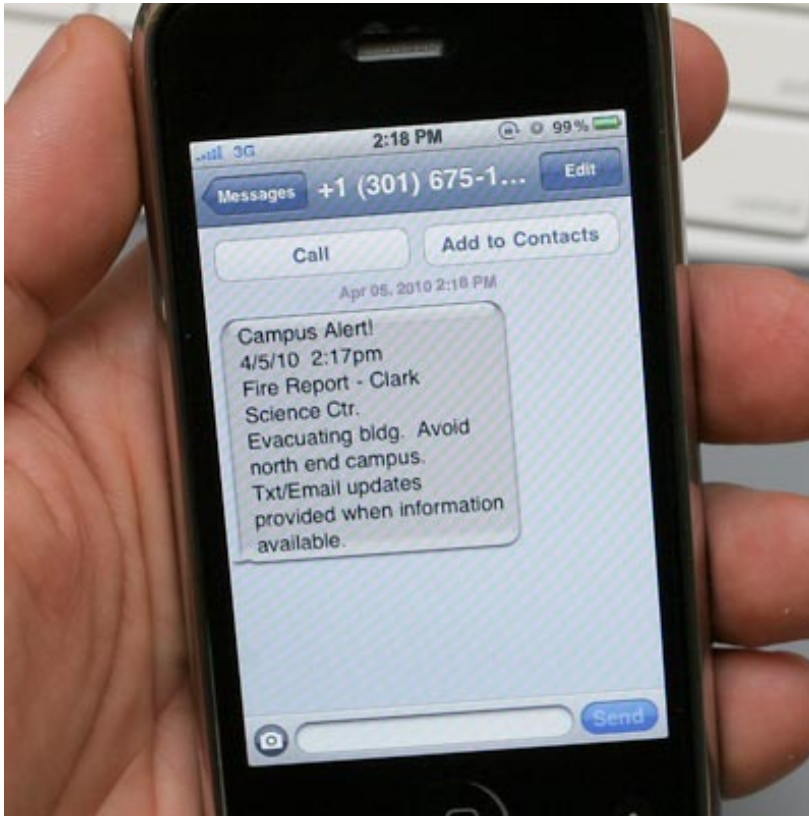 3G 2:18 PM 99%
Messages +1 (301) 675-1... Edit
Call Add to Contacts
Apr 05, 2010 2:18 PM
Campus Alert!
4/5/10 2:17pm
Fire Report - Clark
Science Ctr.
Evacuating bldg. Avoid
north end campus.
Txt/Email updates
provided when information
available.
Send